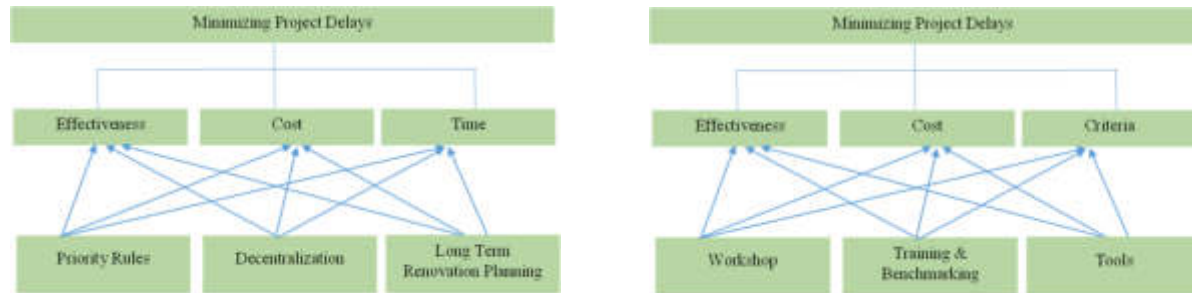 Minimizing Project Delays
Effectiveness
Cost
Time
Priority Rules
Decentralization
Long Term
Renovation Planning
Minimizing Project Delays
Effectiveness
Cost
Criteria
Workshop
Training &
Benchmarking
Tools